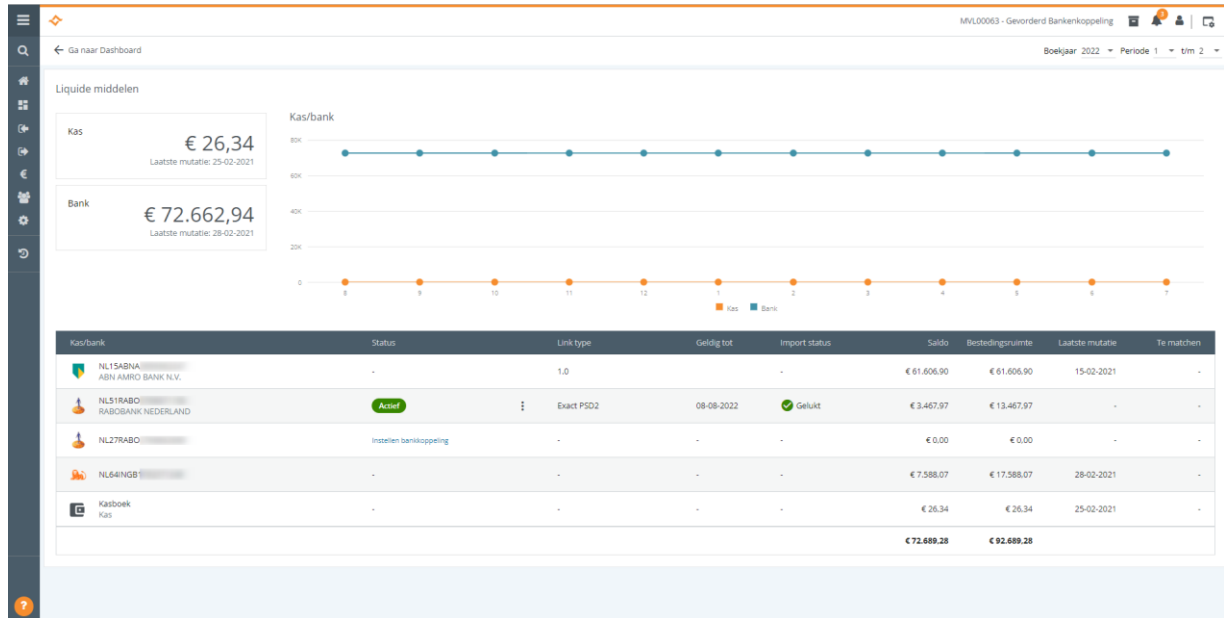 MVL00063 - Gevorderd Bankenkoppeling
3
Ga naar Dashboard
Boekjaar 2022 Periode 1 t/m 2
Liquide middelen
Kas
€ 26,34
Laatste mutatie: 25-02-2021
Bank
€ 72.662,94
Laatste mutatie: 28-02-2021
Kas/bank
80K
60K
40K
20K
0
8 9 10 11 12 1 2 3 4 5 6 7
Kas Bank
Kas/bank Status Link type Geldig tot Import status Saldo Bestedingsruimte Laatste mutatie Te matchen
NL15ABNA
ABN AMRO BANK N.V. - 1.0 - € 61.606,90 € 61.606,90 15-02-2021 -
NL51RABO
RABOBANK NEDERLAND Actief Exact PSD2 08-08-2022 Gelukt € 3.467,97 € 13.467,97 - -
NL27RABO Instellen bankkoppeling - - - € 0,00 € 0,00 - -
NL64INGB - - - - € 7.588,07 € 17.588,07 28-02-2021 -
Kasboek
Kas - - - - € 26,34 € 26,34 25-02-2021 -
€ 72.689,28 € 92.689,28
?